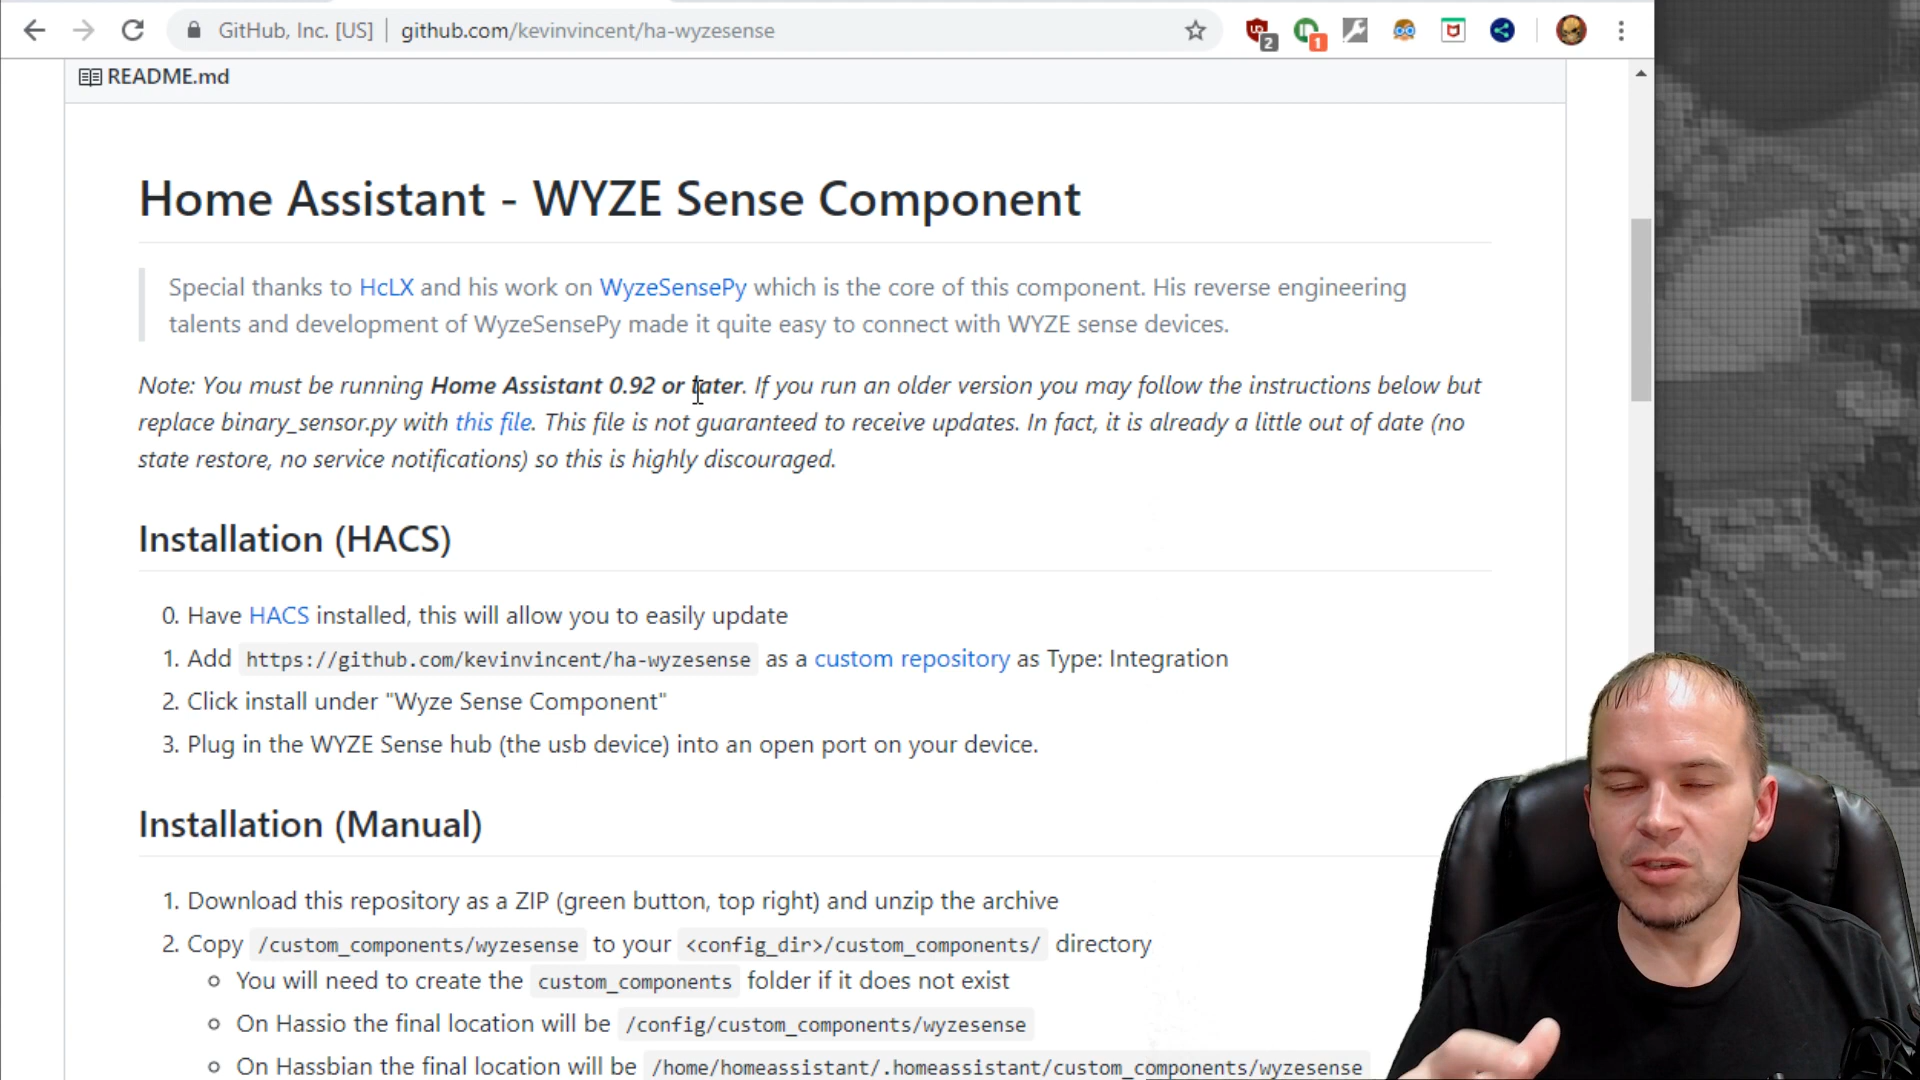 GitHub, Inc. [US] | github.com/kevinvincent/ha-wyzesense
2
1
README.md
Home Assistant - WYZE Sense Component
Special thanks to HcLX and his work on WyzeSensePy which is the core of this component. His reverse engineering
talents and development of WyzeSensePy made it quite easy to connect with WYZE sense devices.
Note: You must be running Home Assistant 0.92 or later. If you run an older version you may follow the instructions below but
replace binary_sensor.py with this file. This file is not guaranteed to receive updates. In fact, it is already a little out of date (no
state restore, no service notifications) so this is highly discouraged.
Installation (HACS)
0. Have HACS installed, this will allow you to easily update
1. Add https://github.com/kevinvincent/ha-wyzesense as a custom repository as Type: Integration
2. Click install under "Wyze Sense Component"
3. Plug in the WYZE Sense hub (the usb device) into an open port on your device.
Installation (Manual)
1. Download this repository as a ZIP (green button, top right) and unzip the archive
2. Copy /custom_components/wyzesense to your <config_dir>/custom_components/ directory
You will need to create the custom_components folder if it does not exist
On Hassio the final location will be /config/custom_components/wyzesense
On Hassbian the final location will be /home/homeassistant/.homeassistant/custom_components/wyzesense